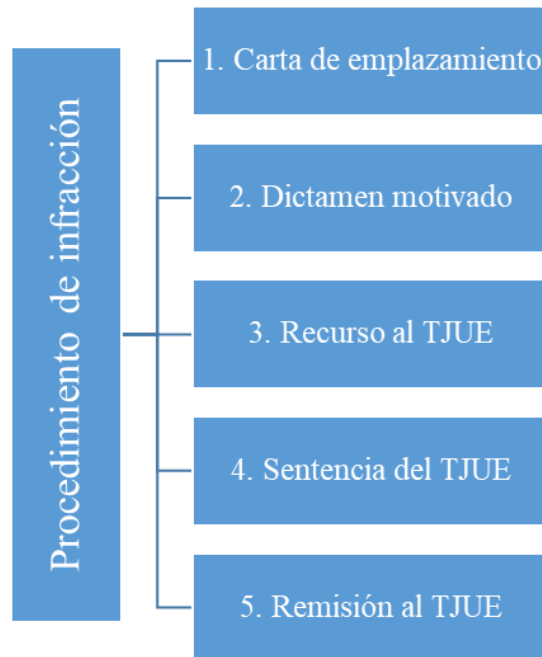 Procedimiento de infracción
1. Carta de emplazamiento
2. Dictamen motivado
3. Recurso al TJUE
4. Sentencia del TJUE
5. Remisión al TJUE